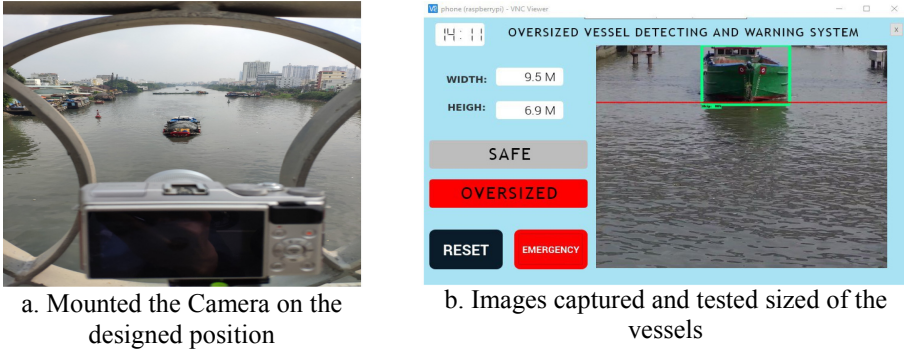 phone (raspberrypi) - VNC Viewer
14:11
OVERSIZED VESSEL DETECTING AND WARNING SYSTEM
x
WIDTH: 9.5 M
HEIGH: 6.9 M
SAFE
OVERSIZED
RESET
EMERGENCY
a. Mounted the Camera on the
designed position
b. Images captured and tested sized of the
vessels